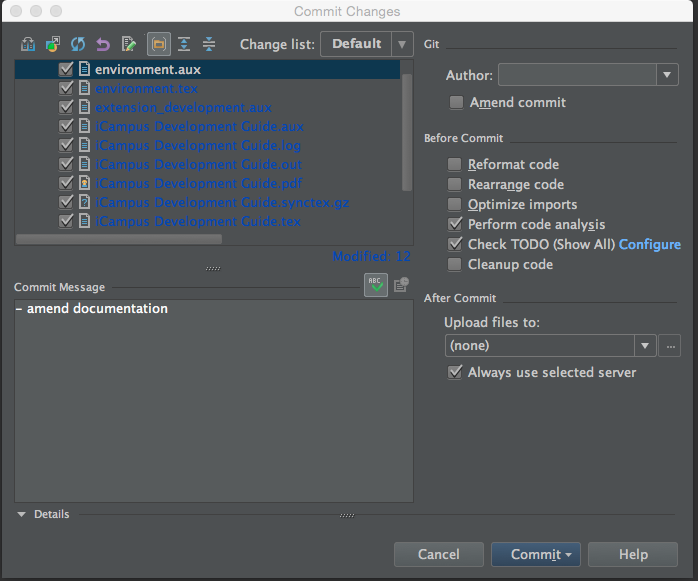 Commit Changes
Change list: Default
environment.aux
environment.tex
extension_development.aux
iCampus Development Guide.aux
iCampus Development Guide.log
iCampus Development Guide.out
iCampus Development Guide.pdf
iCampus Development Guide.synctex.gz
iCampus Development Guide.tex
Modified: 12
Commit Message
ABC
- amend documentation
Git
Author:
Amend commit
Before Commit
Reformat code
Rearrange code
Optimize imports
Perform code analysis
Check TODO (Show All) Configure
Cleanup code
After Commit
Upload files to:
(none)
...
Always use selected server
Details
Cancel
Commit
Help